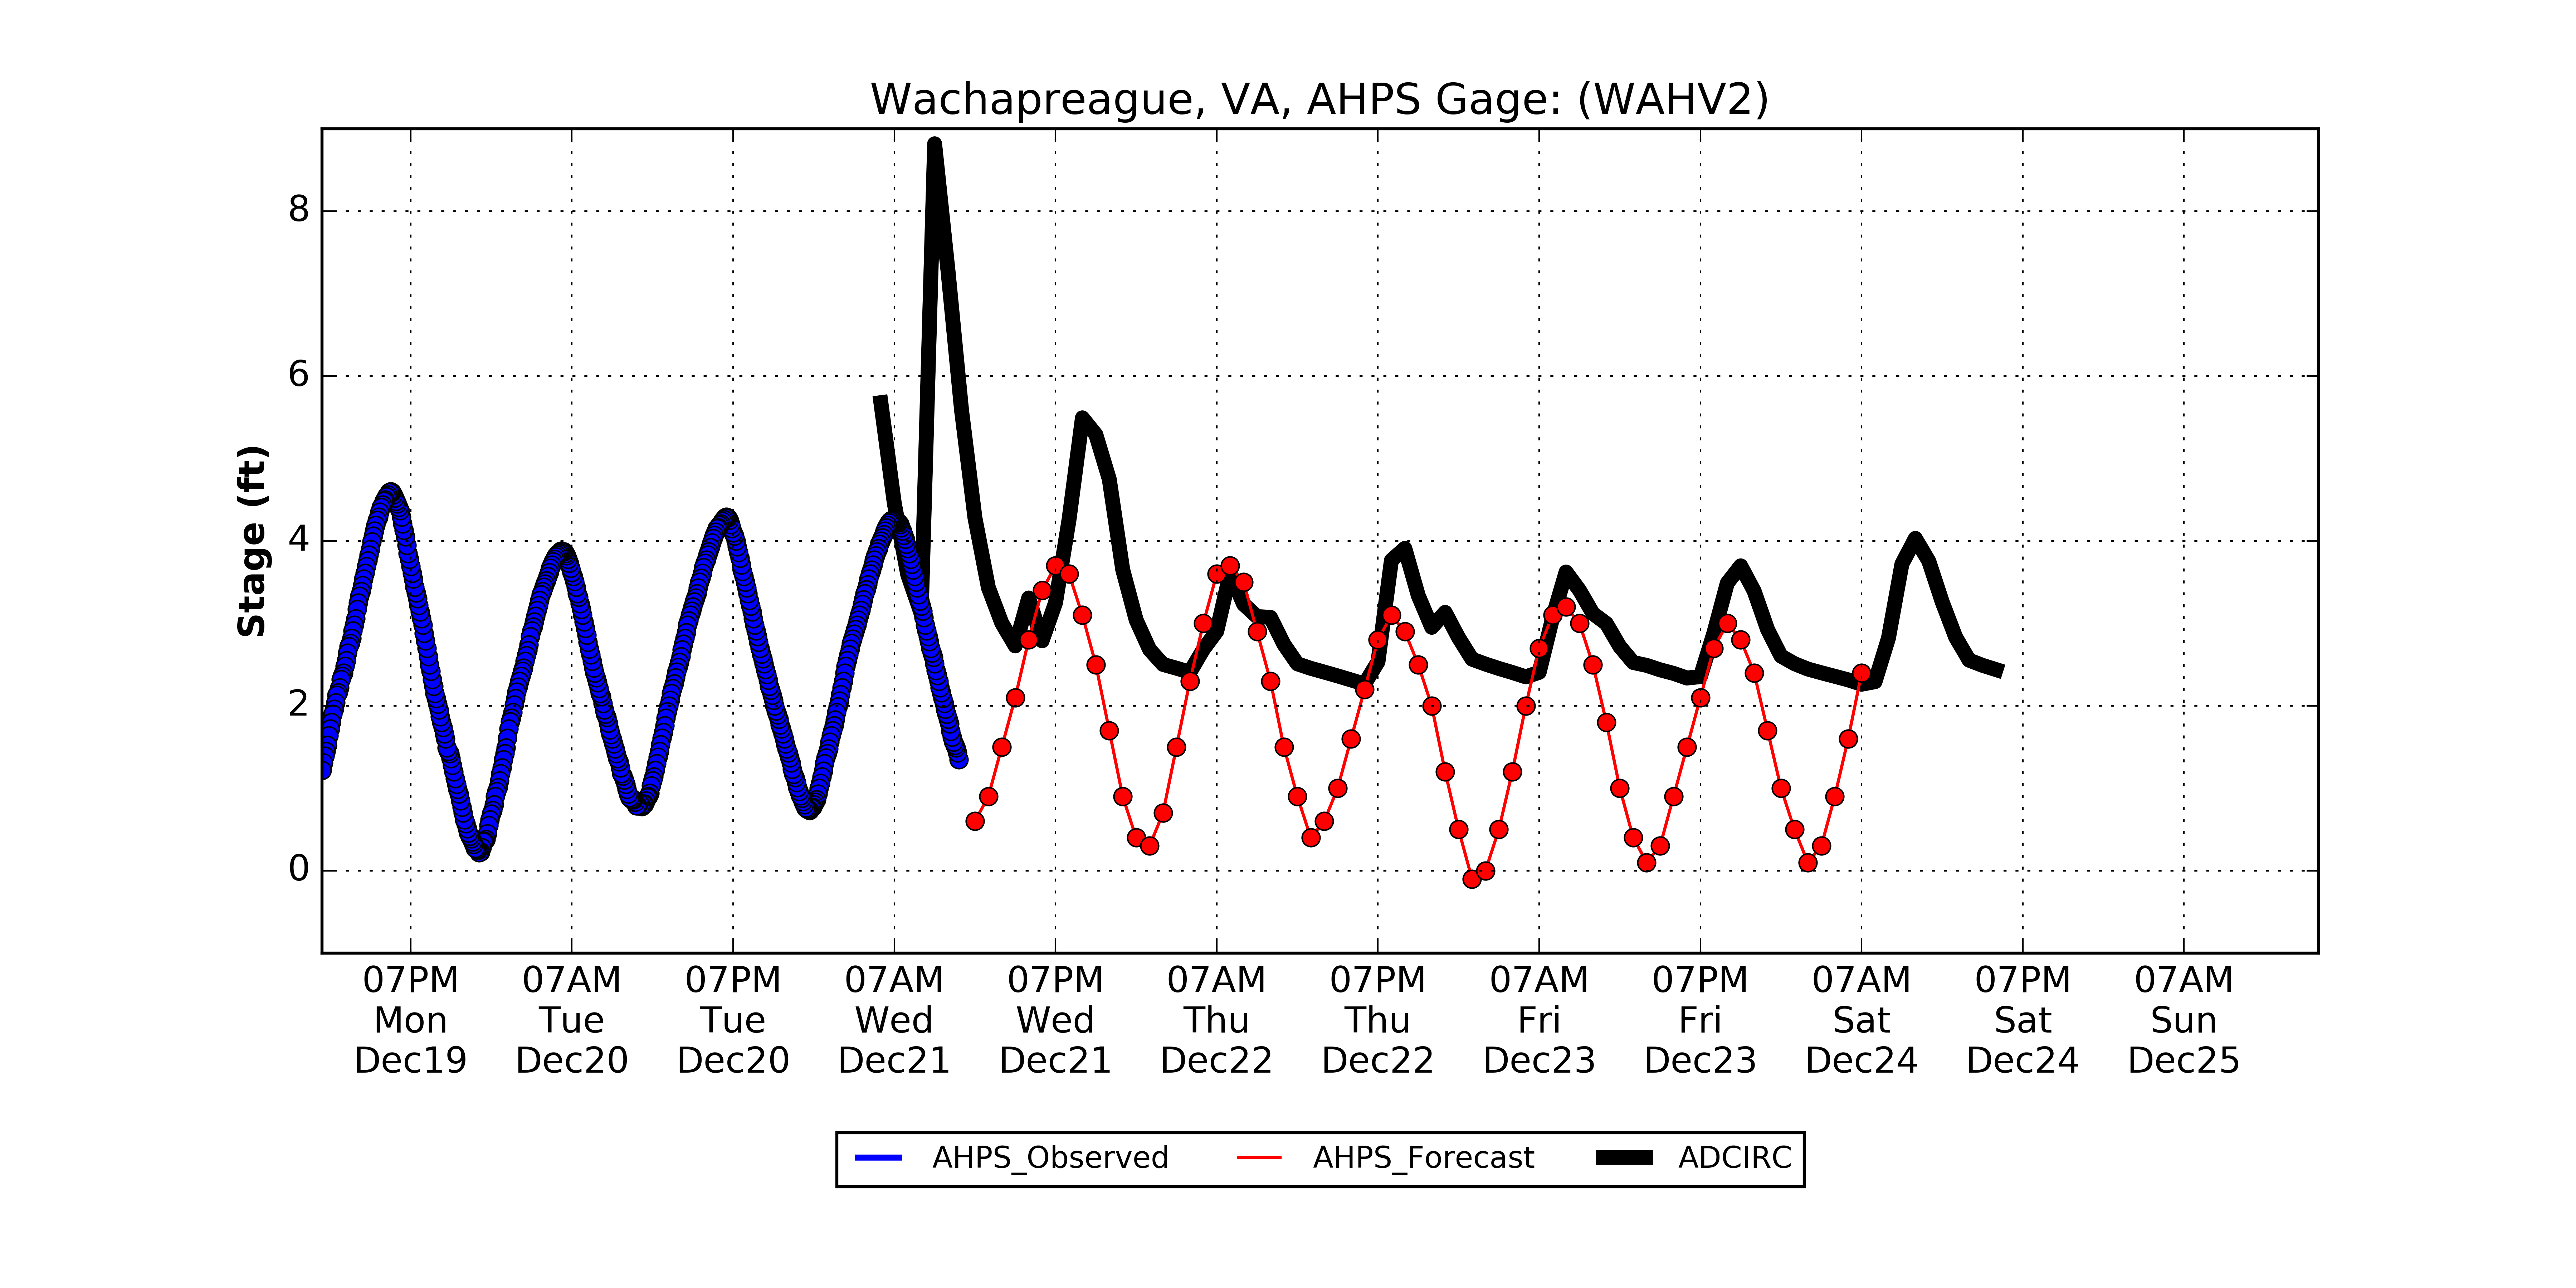 Wachapreague, VA, AHPS Gage: (WAHV2)
Stage (ft)
8
6
4
2
0
07PM 07AM 07PM 07AM 07PM 07AM 07PM 07AM 07PM 07AM 07PM 07AM
Mon Tue Tue Wed Wed Thu Thu Fri Fri Sat Sat Sun
Dec19 Dec20 Dec20 Dec21 Dec21 Dec22 Dec22 Dec23 Dec23 Dec24 Dec24 Dec25
AHPS_Observed AHPS_Forecast ADCIRC